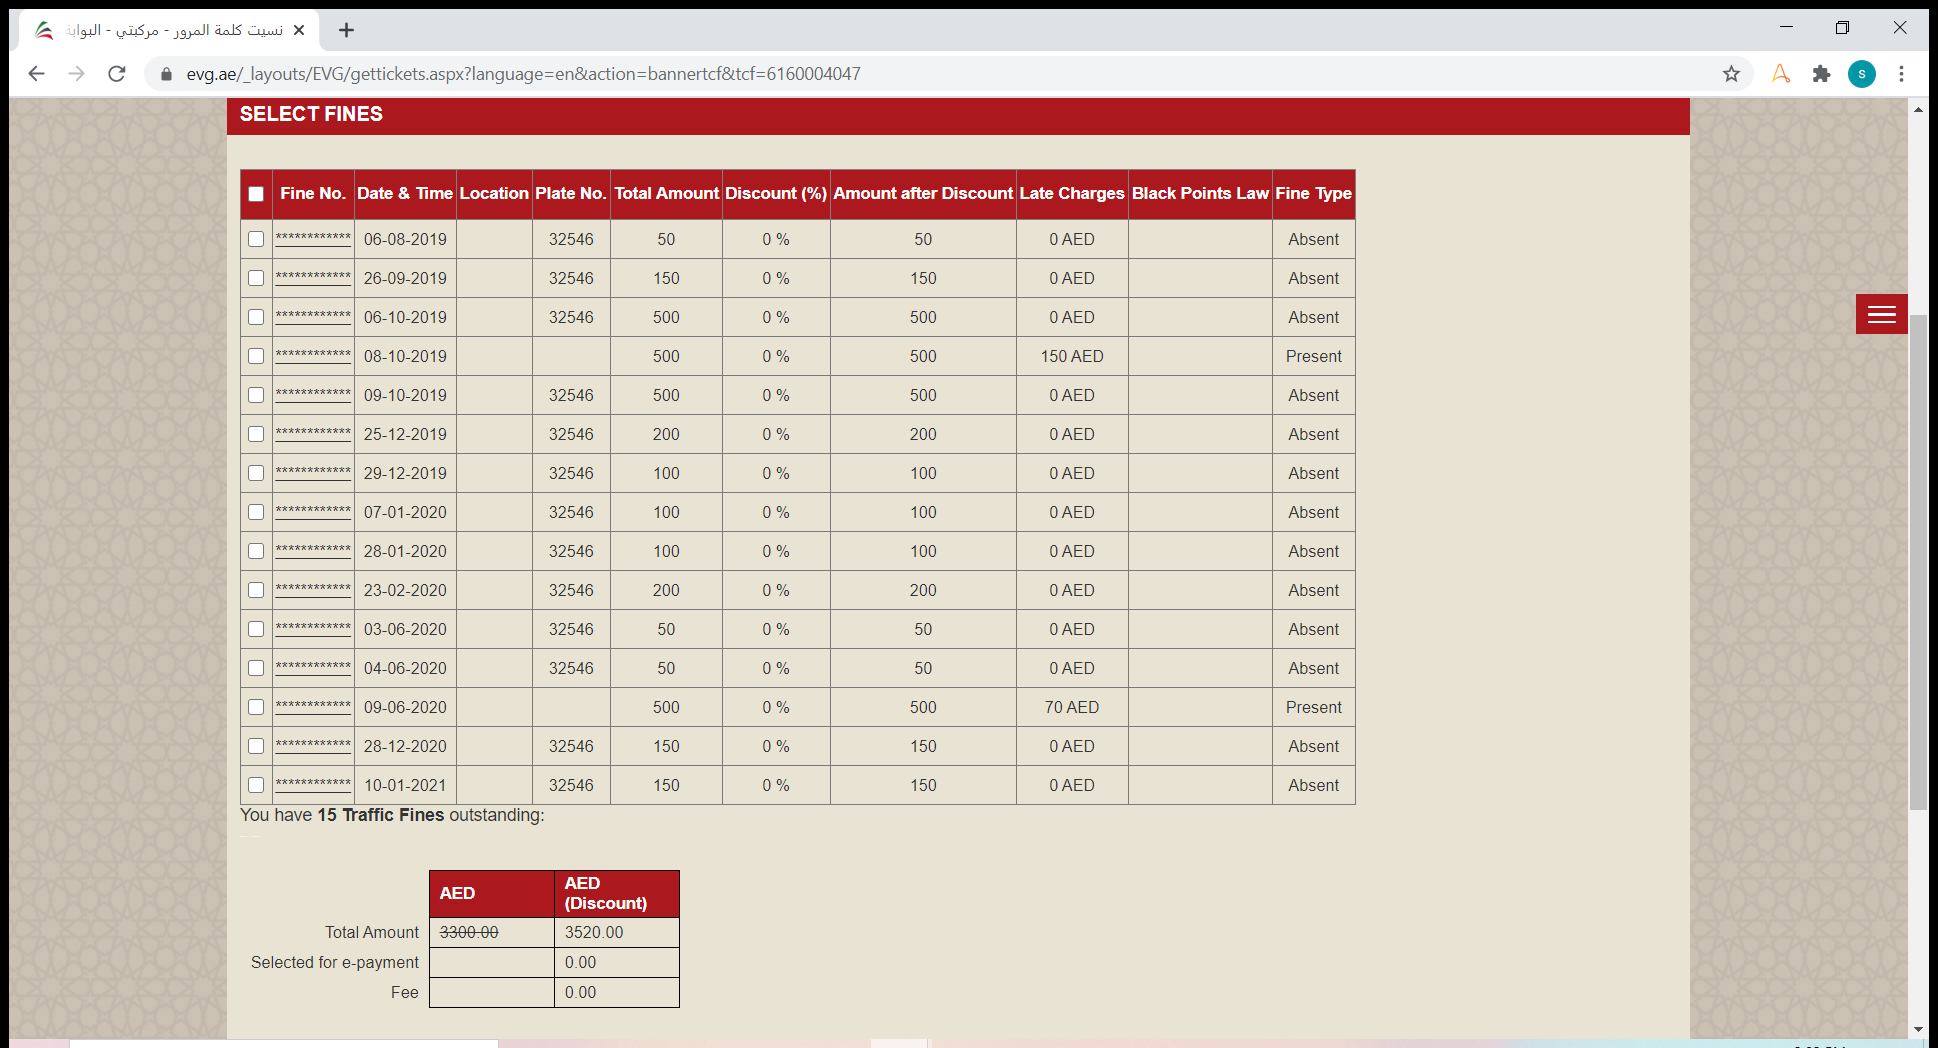 نسيت كلمة المرور - مركبتي - البوابة
evg.ae/_layouts/EVG/gettickets.aspx?language=en&action=bannertcf&tcf=6160004047
S
SELECT FINES
Fine No. Date & Time Location Plate No. Total Amount Discount (%) Amount after Discount Late Charges Black Points Law Fine Type
************ 06-08-2019 32546 50 0 % 50 0 AED Absent
************ 26-09-2019 32546 150 0 % 150 0 AED Absent
************ 06-10-2019 32546 500 0 % 500 0 AED Absent
************ 08-10-2019 500 0 % 500 150 AED Present
************ 09-10-2019 32546 500 0 % 500 0 AED Absent
************ 25-12-2019 32546 200 0 % 200 0 AED Absent
************ 29-12-2019 32546 100 0 % 100 0 AED Absent
************ 07-01-2020 32546 100 0 % 100 0 AED Absent
************ 28-01-2020 32546 100 0 % 100 0 AED Absent
************ 23-02-2020 32546 200 0 % 200 0 AED Absent
************ 03-06-2020 32546 50 0 % 50 0 AED Absent
************ 04-06-2020 32546 50 0 % 50 0 AED Absent
************ 09-06-2020 500 0 % 500 70 AED Present
************ 28-12-2020 32546 150 0 % 150 0 AED Absent
************ 10-01-2021 32546 150 0 % 150 0 AED Absent
You have 15 Traffic Fines outstanding:
AED AED
(Discount)
Total Amount 3300.00 3520.00
Selected for e-payment 0.00
Fee 0.00